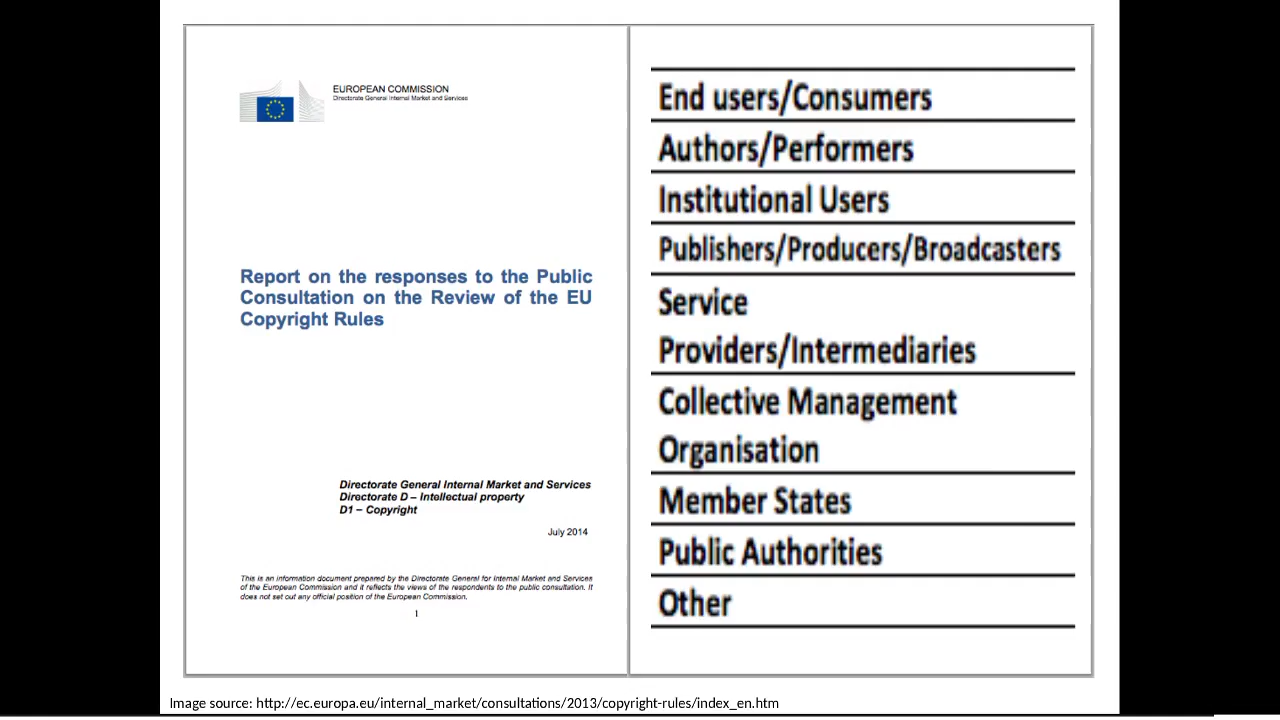 EUROPEAN COMMISSION
Directorate General Internal Market and Services
Report on the responses to the Public
Consultation on the Review of the EU
Copyright Rules
Directorate General Internal Market and Services
Directorate D – Intellectual property
D1 – Copyright
July 2014
This is an information document prepared by the Directorate General for Internal Market and Services
of the European Commission and it reflects the views of the respondents to the public consultation. It
does not set out any official position of the European Commission.
1
End users/Consumers
Authors/Performers
Institutional Users
Publishers/Producers/Broadcasters
Service
Providers/Intermediaries
Collective Management
Organisation
Member States
Public Authorities
Other
Image source: http://ec.europa.eu/internal_market/consultations/2013/copyright-rules/index_en.htm